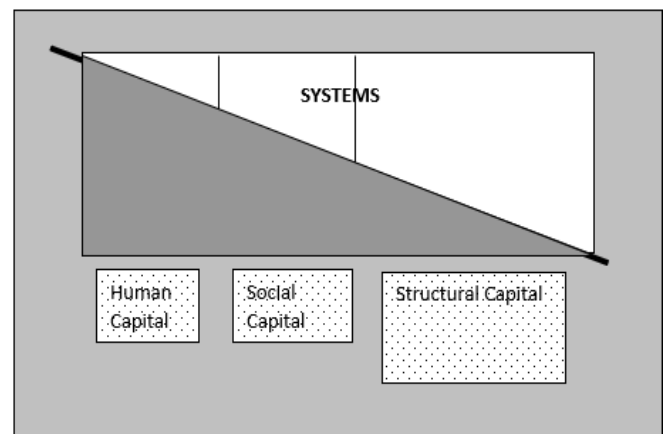 SYSTEMS
Human
Capital
Social
Capital
Structural Capital